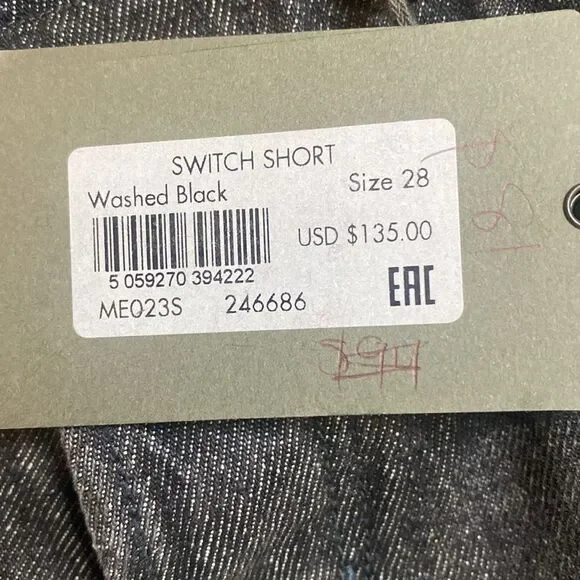 SWITCH SHORT
Washed Black
Size 28
USD $135.00
5 059270 394222
ME023S 246686
EAC